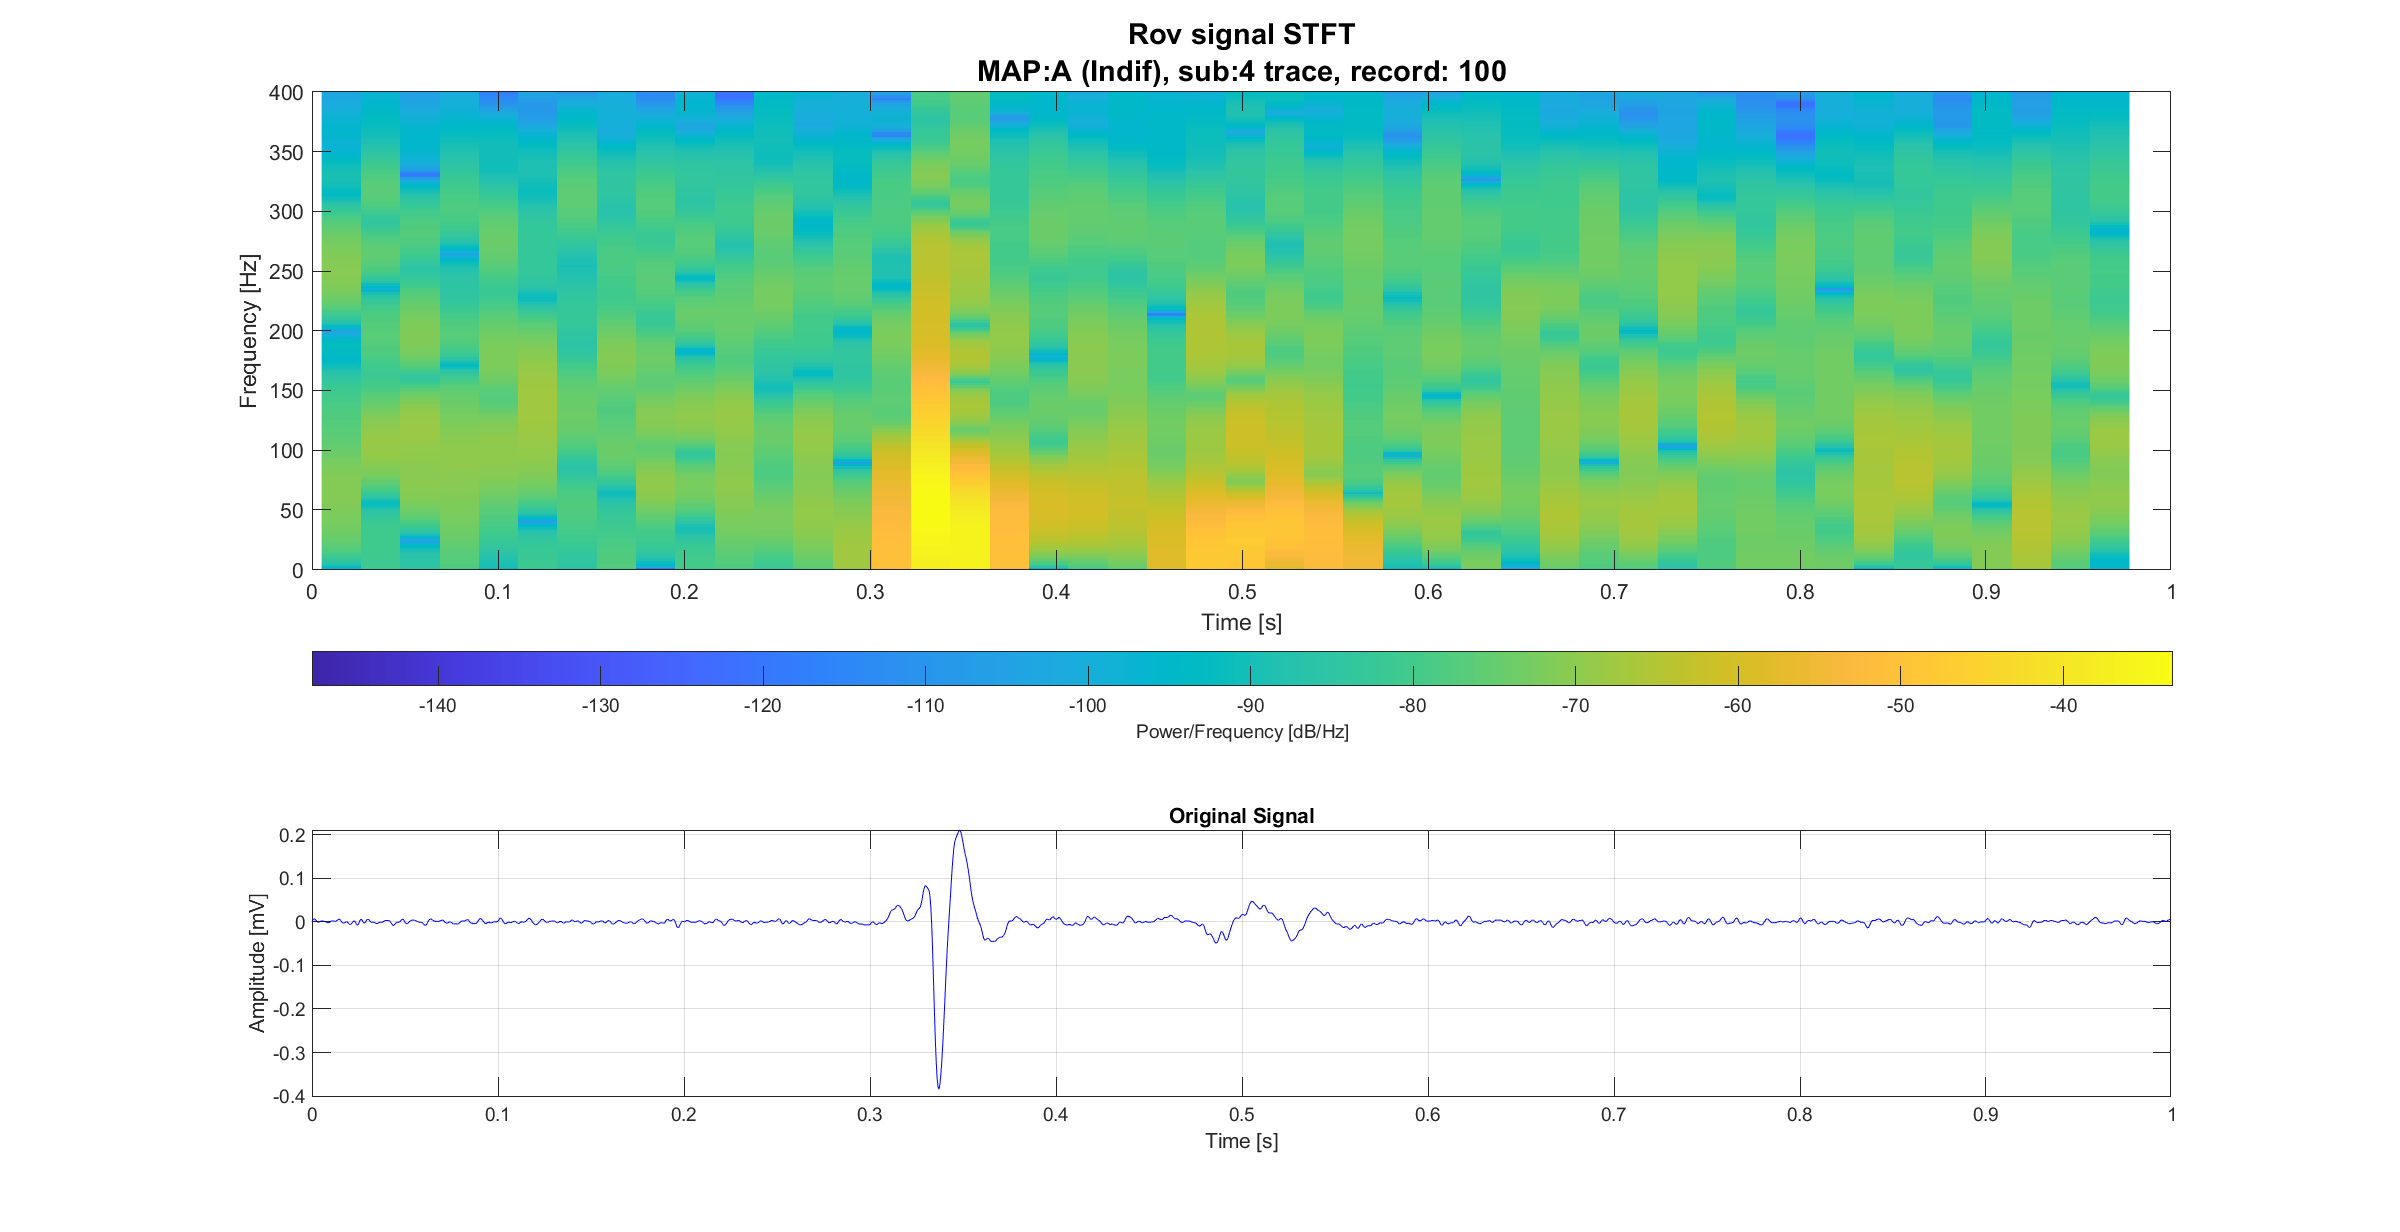 Rov signal STFT
MAP:A (Indif), sub:4 trace, record: 100
400
350
300
250
200
150
100
50
0
Frequency [Hz]
0 0.1 0.2 0.3 0.4 0.5 0.6 0.7 0.8 0.9 1
Time [s]
-140 -130 -120 -110 -100 -90 -80 -70 -60 -50 -40
Power/Frequency [dB/Hz]
Original Signal
0.2
0.1
0
-0.1
-0.2
-0.3
-0.4
Amplitude [mV]
0 0.1 0.2 0.3 0.4 0.5 0.6 0.7 0.8 0.9 1
Time [s]